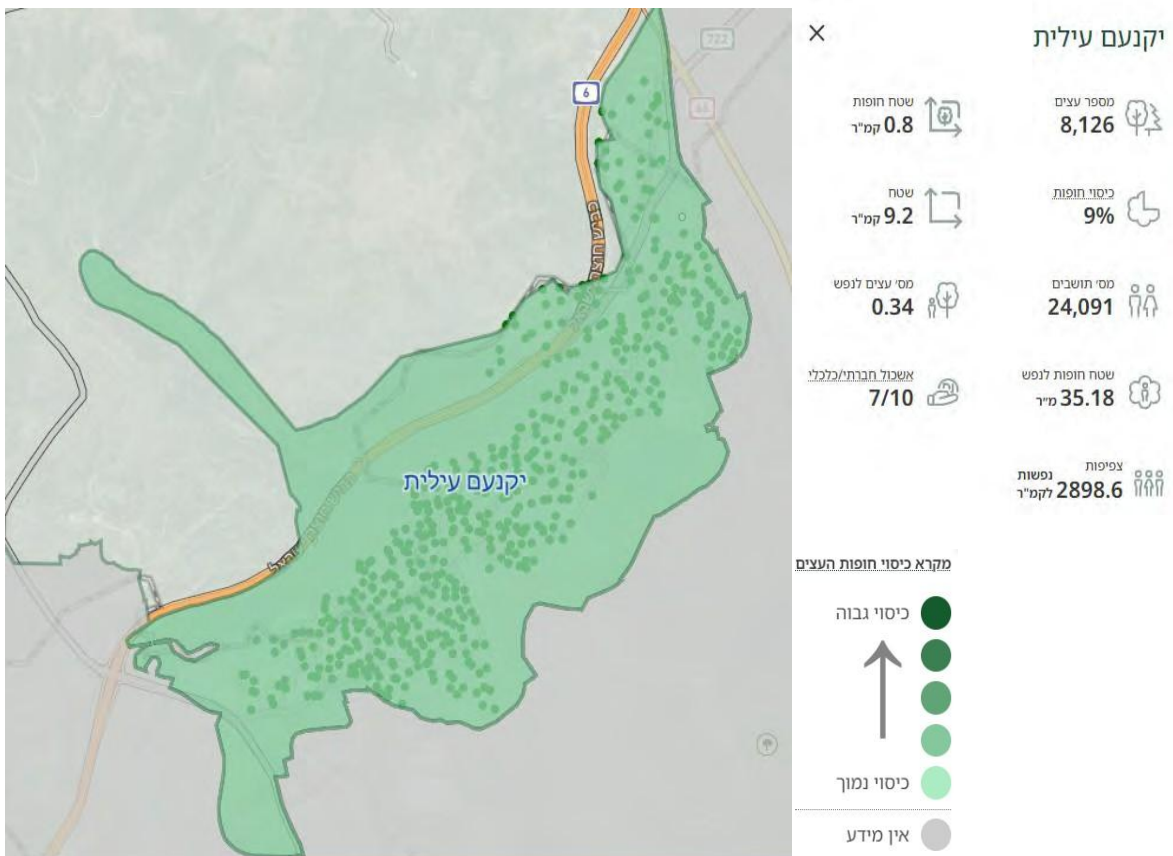 יקנעם עילית
מספר עצים
8,126
שטח חופות
0.8 קמ"ר
כיסוי חופות
9%
שטח
9.2 קמ"ר
מס׳ תושבים
24,091
מס׳ עצים לנפש
0.34
שטח חופות לנפש
35.18 מ״ר
אשכול חברתי/כלכלי
7/10
צפיפות
2898.6 נפשות לקמ"ר
מקרא כיסוי חופות העצים
כיסוי גבוה
כיסוי נמוך
אין מידע
722
6
יקנעם עילית